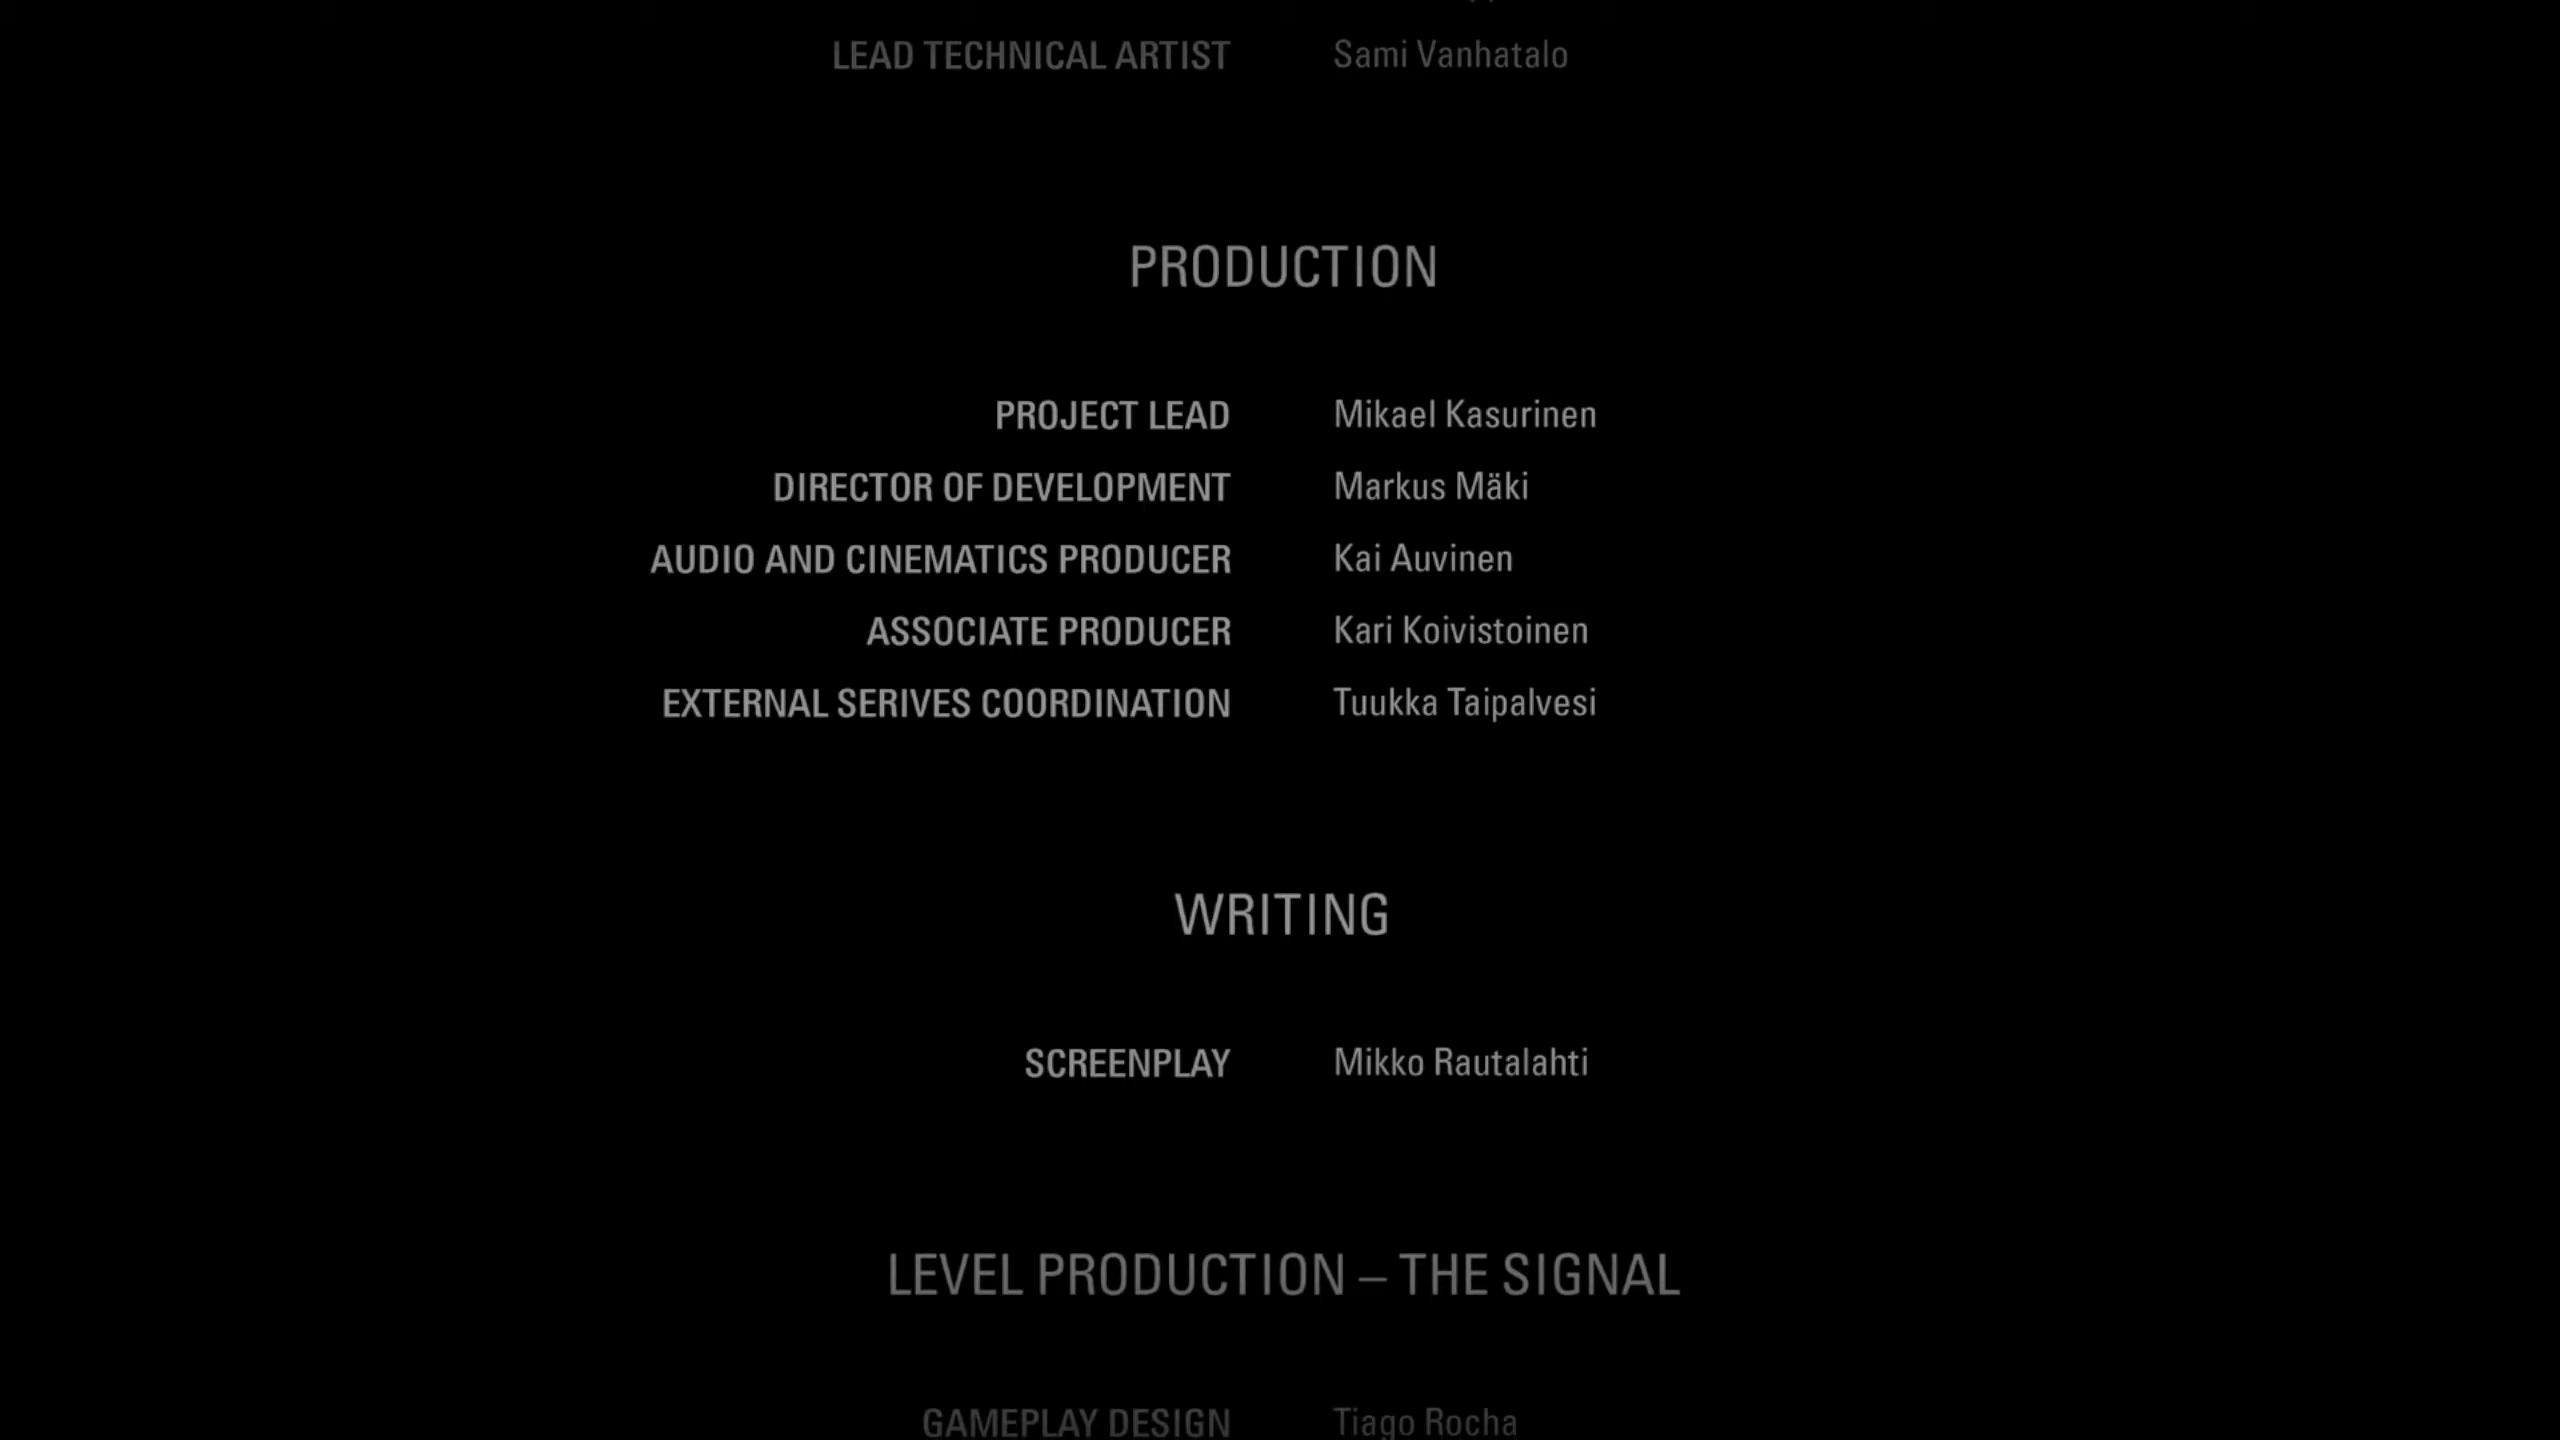 LEAD TECHNICAL ARTIST Sami Vanhatalo
PRODUCTION
PROJECT LEAD Mikael Kasurinen
DIRECTOR OF DEVELOPMENT Markus Mäki
AUDIO AND CINEMATICS PRODUCER Kai Auvinen
ASSOCIATE PRODUCER Kari Koivistoinen
EXTERNAL SERIVES COORDINATION Tuukka Taipalvesi
WRITING
SCREENPLAY Mikko Rautalahti
LEVEL PRODUCTION – THE SIGNAL
GAMEPLAY DESIGN Tiago Rocha